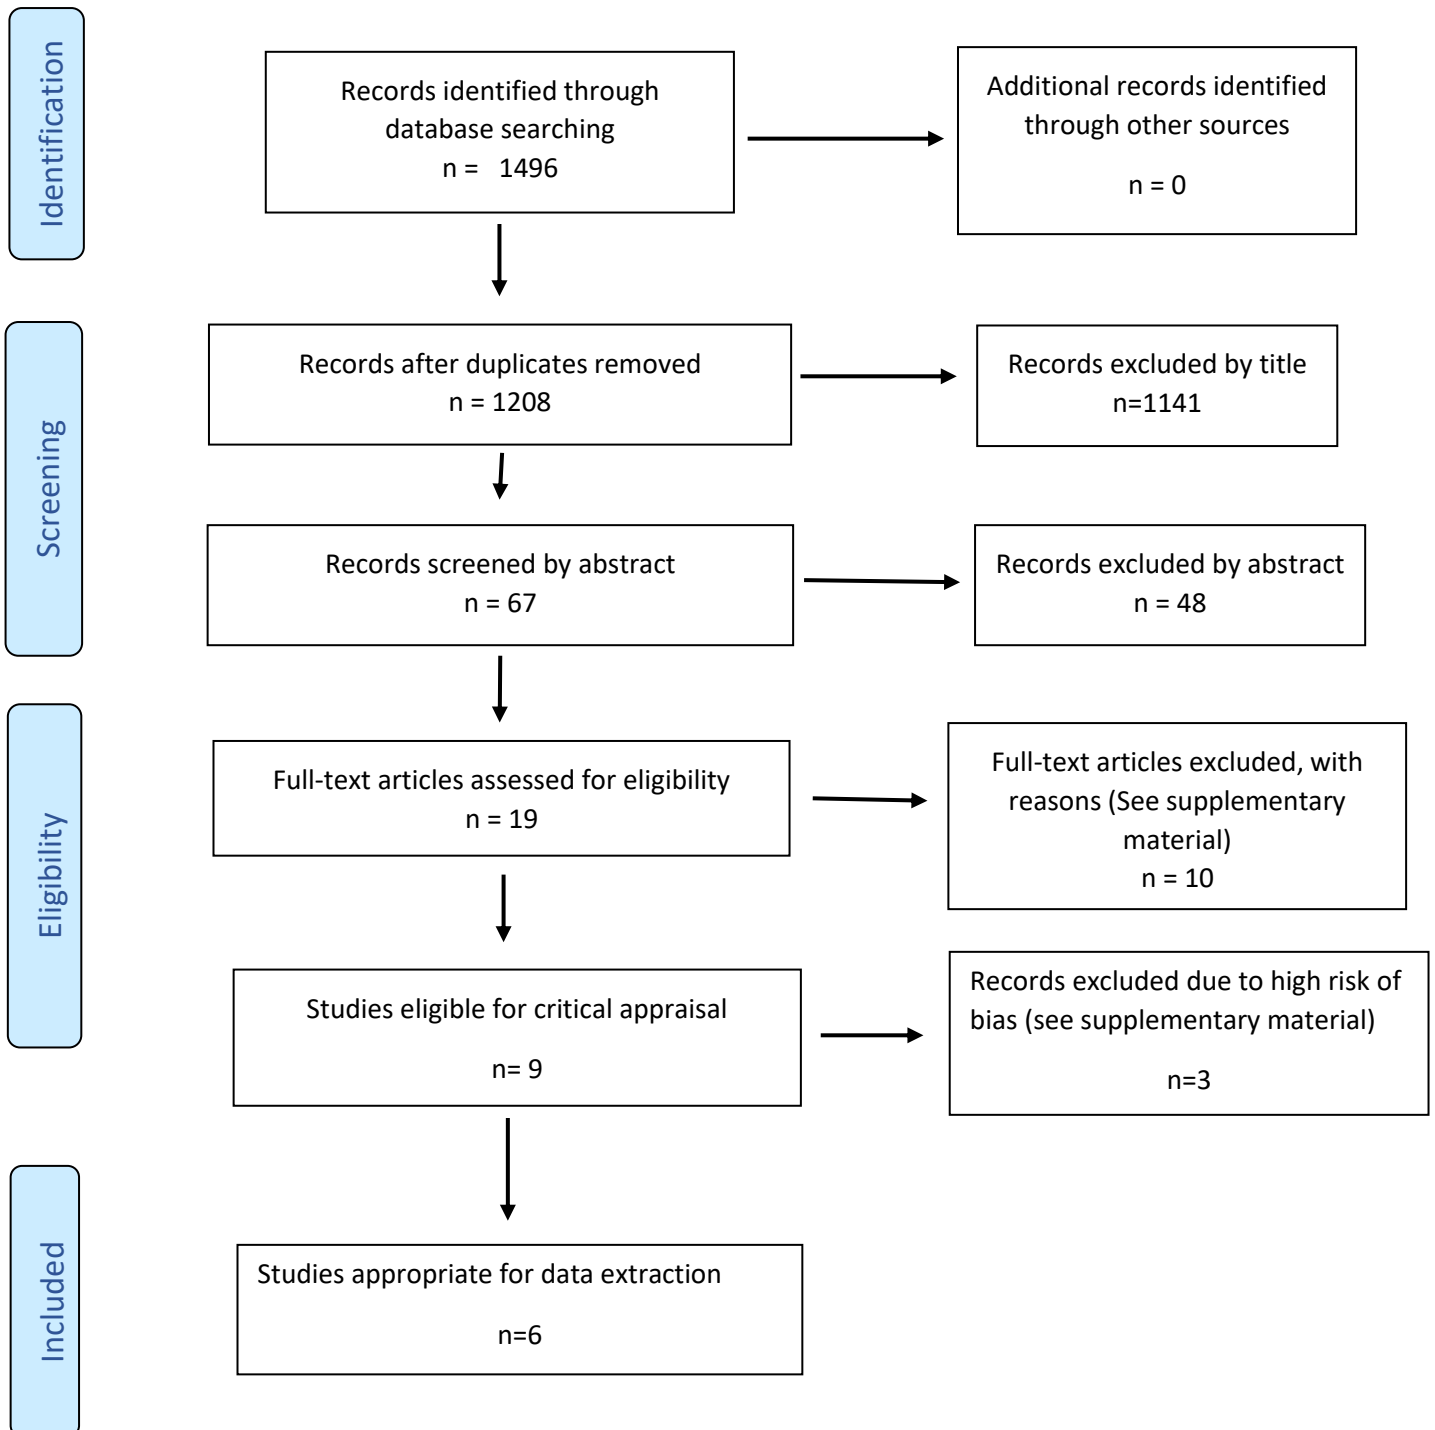 Identification
Records identified through
database searching
n =   1496
Additional records identified
through other sources
n = 0
Screening
Records after duplicates removed
n = 1208
Records excluded by title
n=1141
Records screened by abstract
n = 67
Records excluded by abstract
n = 48
Eligibility
Full-text articles assessed for eligibility
n = 19
Full-text articles excluded, with
reasons (See supplementary
material)
n = 10
Studies eligible for critical appraisal
n= 9
Records excluded due to high risk of
bias (see supplementary material)
n=3
Included
Studies appropriate for data extraction
n=6